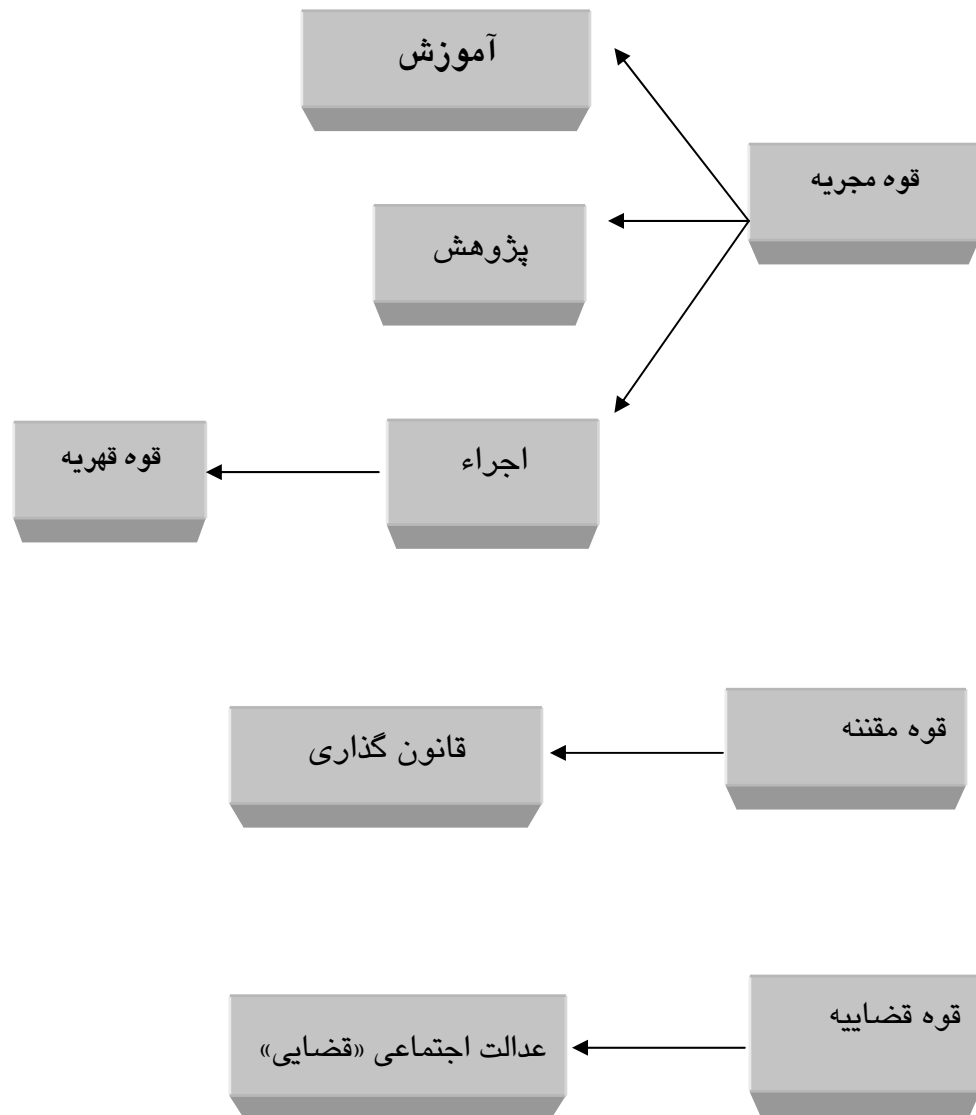 آموزش
قوه مجریه
پژوهش
اجراء
قوه قهریه
قوه مقننه
قانون گذاری
قوه قضاییه
عدالت اجتماعی «قضایی»